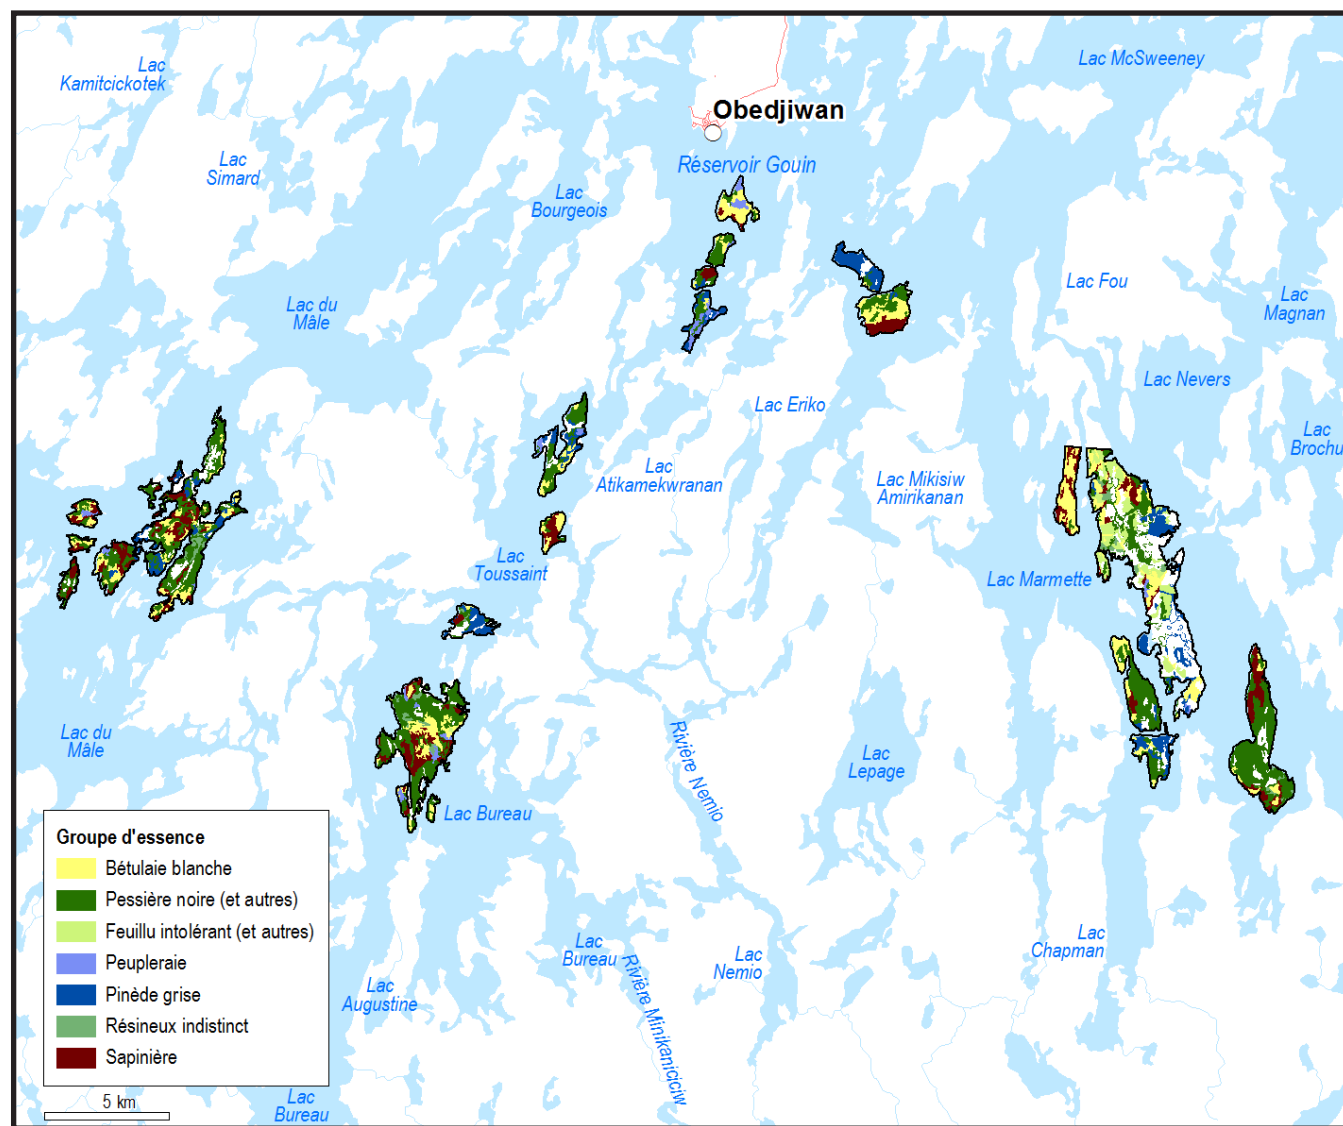 Lac
Kamitcickotek
Lac McSweeney
Obedjiwan
Lac
Simard
Réservoir Gouin
Lac
Bourgeois
Lac du
Mâle
Lac Fou
Lac
Magnan
Lac Nevers
Lac Eriko
Lac
Brochu
Lac
Atikamekwranan
Lac Mikisiw
Amirikanan
Lac
Toussaint
Lac Marmette
Lac du
Mâle
Rivière Nemio
Lac
Lepage
Lac Bureau
Groupe d'essence
Bétulaie blanche
Pessière noire (et autres)
Feuillu intolérant (et autres)
Peupleraie
Pinède grise
Résineux indistinct
Sapinière
5 km
Lac
Bureau
Lac
Nemio
Lac
Chapman
Lac
Augustine
Rivière Minikaniciciw
Lac
Bureau